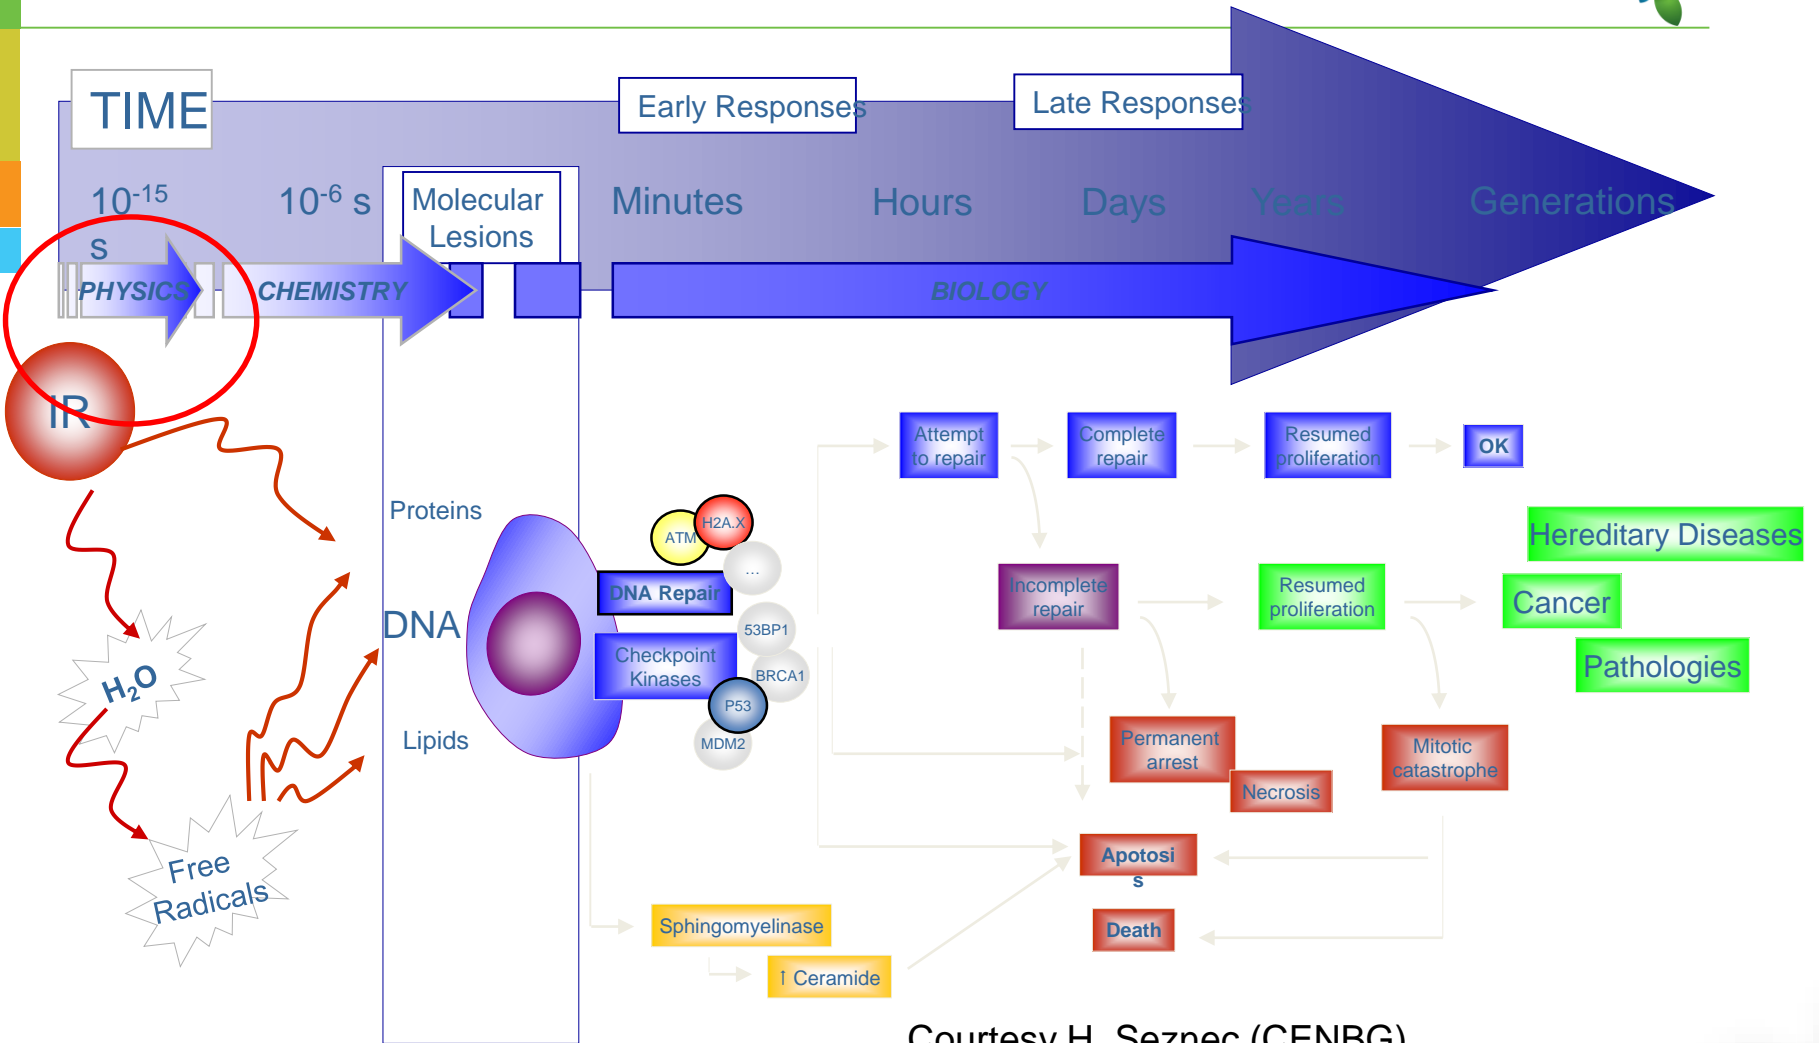 TIME
Early Responses
Late Responses
10-15
s
10-6 s
Molecular
Lesions
Minutes
Hours
Days
Years
Generations
PHYSICS
CHEMISTRY
BIOLOGY
IR
Attempt
to repair
Complete
repair
Resumed
proliferation
OK
Proteins
ATM
H2A.X
...
DNA Repair
Hereditary Diseases
Incomplete
repair
Resumed
proliferation
Cancer
DNA
53BP1
Checkpoint
Kinases
BRCA1
P53
MDM2
Pathologies
H2O
Lipids
Permanent
arrest
Necrosis
Mitotic
catastrophe
Free
Radicals
Apotosi
s
Death
Sphingomyelinase
↑ Ceramide
Courtesy H. Seznec (CENBG)